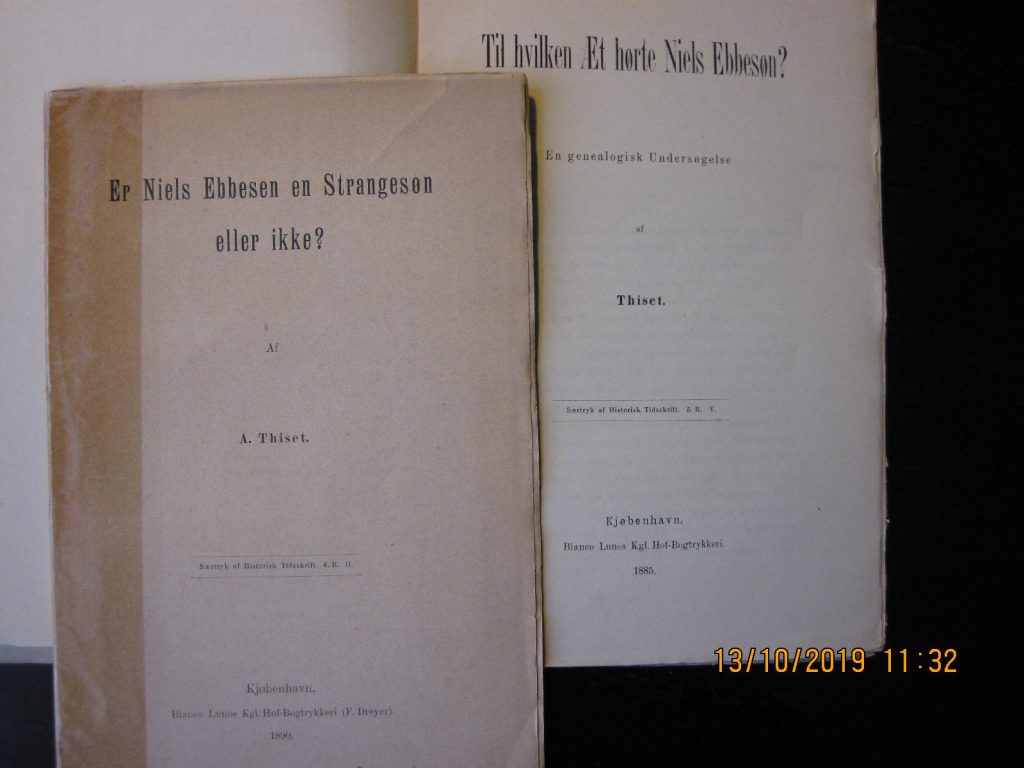 Er Niels Ebbesen en Strangesøn
eller ikke?
Af
A. Thiset.
Særtryk af Historisk Tidsskrift. 6. R. II.
Kjøbenhavn.
Bianco Lunos Kgl. Hof-Bogtrykkeri (F. Dreyer).
1890.
Til hvilken Æt hørte Niels Ebbesøn?
En genealogisk Undersøgelse
af
Thiset.
Særtryk af Historisk Tidsskrift. 5. R. V.
Kjøbenhavn.
Bianco Lunos Kgl. Hof-Bogtrykkeri.
1885.
13/10/2019 11:32